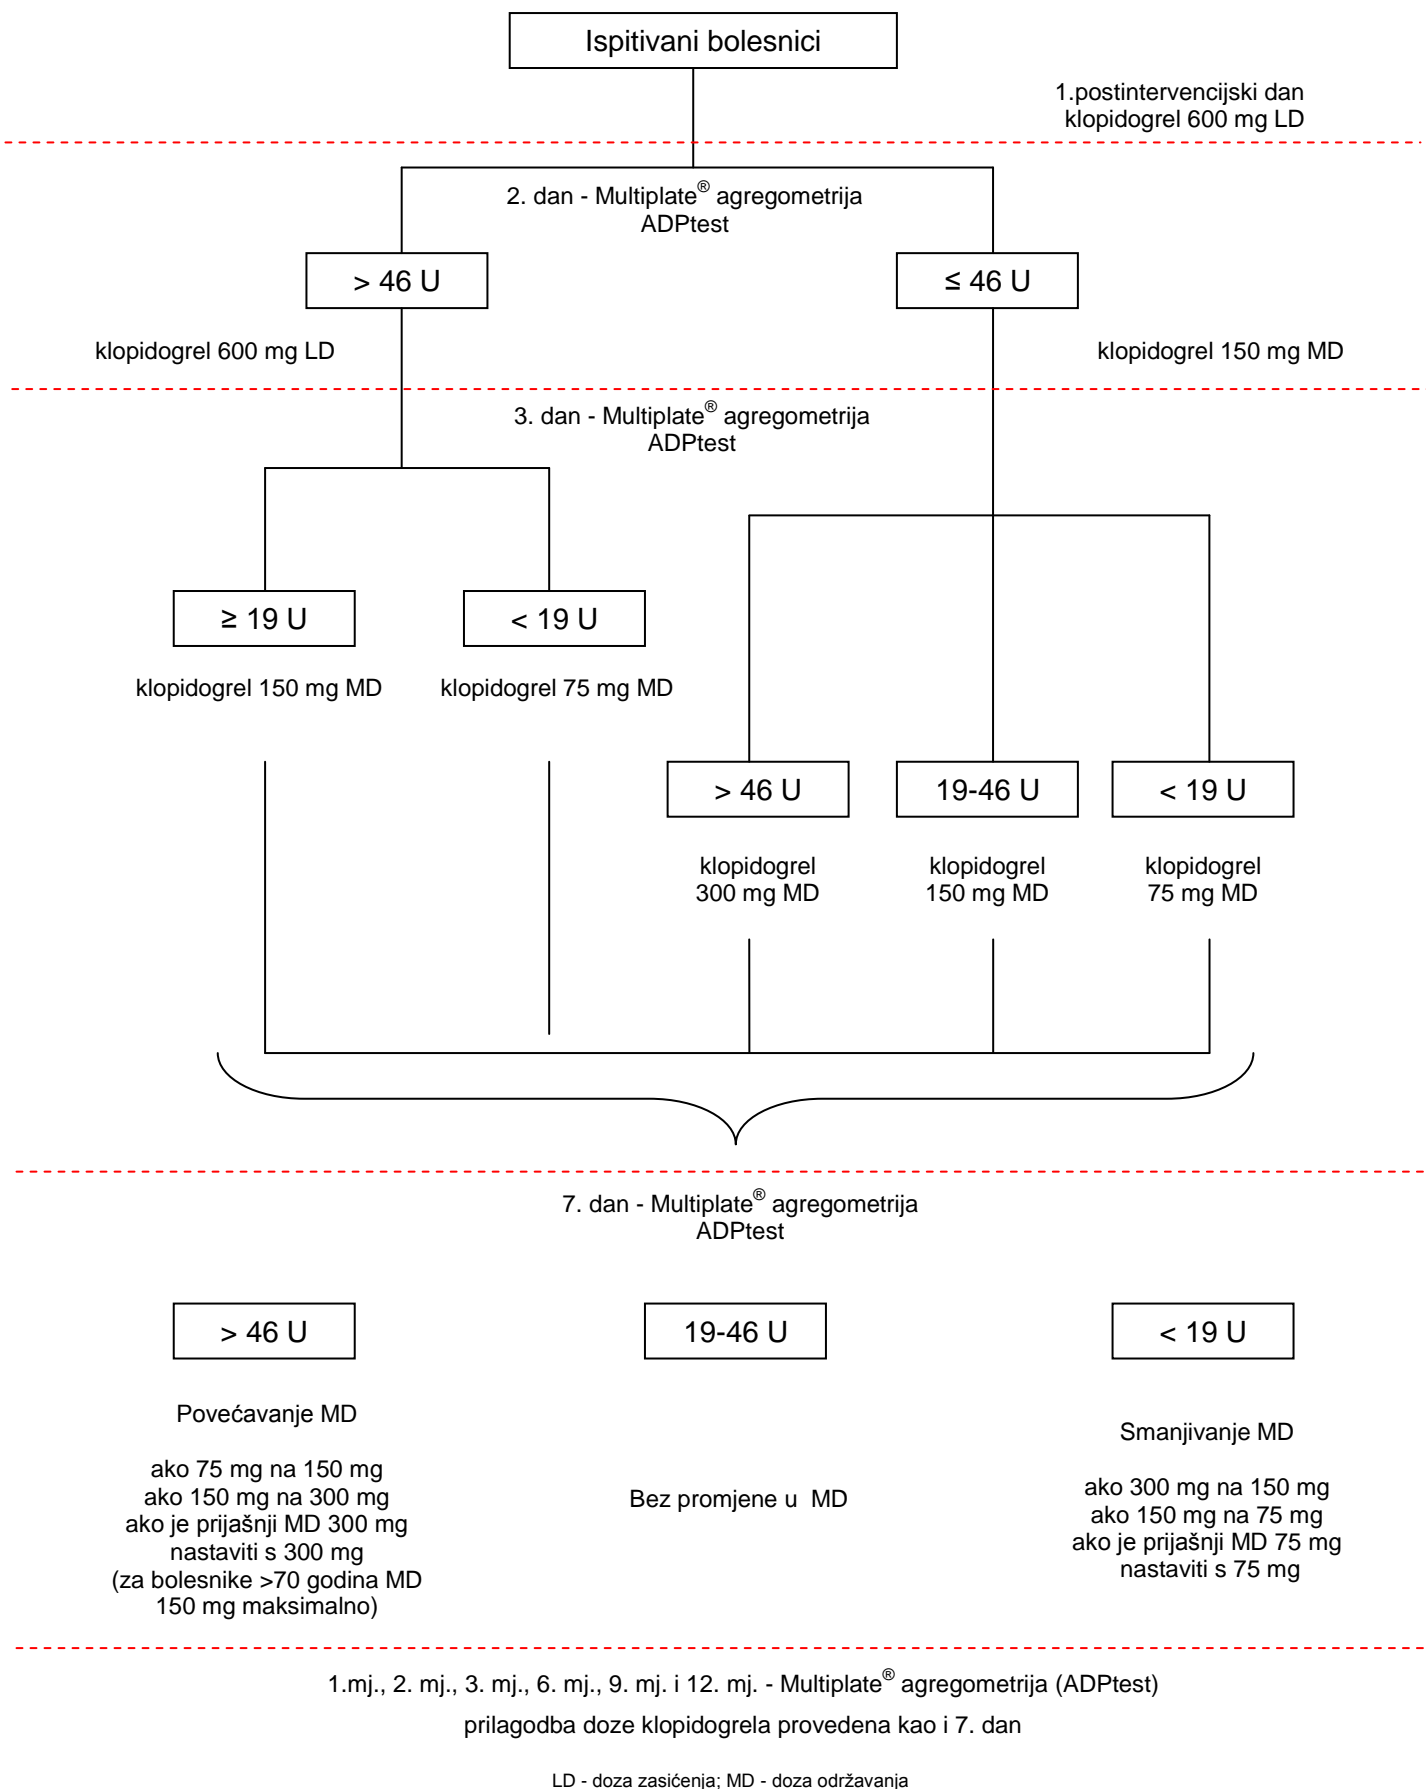 Ispitivani bolesnici
1.postintervencijski dan
klopidogrel 600 mg LD
2. dan - Multiplate® agregometrija
ADPtest
> 46 U
≤ 46 U
klopidogrel 600 mg LD
klopidogrel 150 mg MD
3. dan - Multiplate® agregometrija
ADPtest
≥ 19 U
< 19 U
klopidogrel 150 mg MD
klopidogrel 75 mg MD
> 46 U
19-46 U
< 19 U
klopidogrel
300 mg MD
klopidogrel
150 mg MD
klopidogrel
75 mg MD
7. dan - Multiplate® agregometrija
ADPtest
> 46 U
19-46 U
< 19 U
Povećavanje MD
ako 75 mg na 150 mg
ako 150 mg na 300 mg
ako je prijašnji MD 300 mg
nastaviti s 300 mg
(za bolesnike >70 godina MD
150 mg maksimalno)
Bez promjene u MD
Smanjivanje MD
ako 300 mg na 150 mg
ako 150 mg na 75 mg
ako je prijašnji MD 75 mg
nastaviti s 75 mg
1.mj., 2. mj., 3. mj., 6. mj., 9. mj. i 12. mj. - Multiplate® agregometrija (ADPtest)
prilagodba doze klopidogrela provedena kao i 7. dan
LD - doza zasićenja; MD - doza održavanja